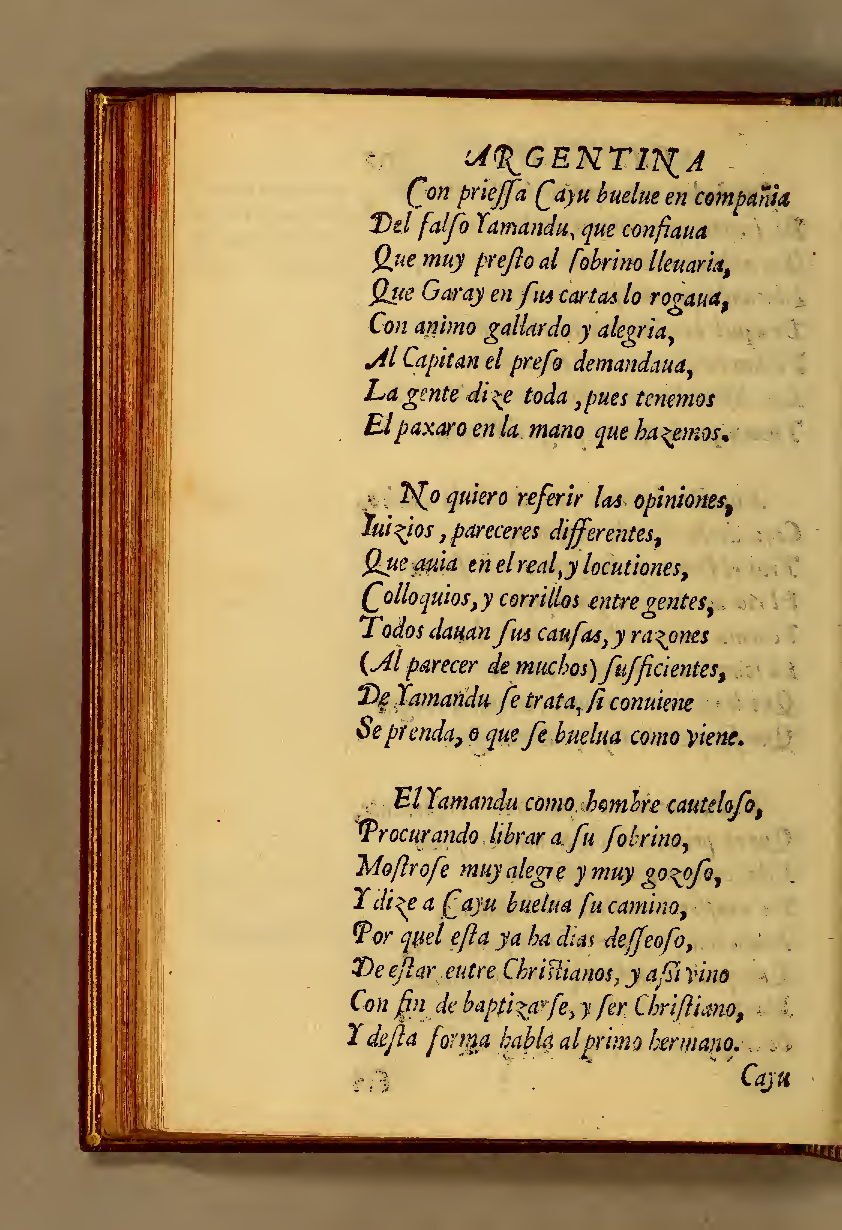 ARGENTINA
Con prieſſa Cayu buelue en compañia
Del falſo Yamandu, que confiaua
Que muy preſto al ſobrino lleuaria,
Que Garay en ſus cartas lo rogaua,
Con animo gallardo y alegria,
Al Capitan el preſo demandaua,
La gente dize toda, pues tenemos
El paxaro en la mano que hazemos.
No quiero referir las opiniones,
Iuizios, pareceres differentes,
Que auia en el real, y locutiones,
Colloquios, y corrillos entre gentes,
Todos dauan ſus cauſas, y razones
(Al parecer de muchos) ſufficientes,
De Yamandu ſe trata, ſi conuiene
Se prenda, o que ſe buelua como viene.
El Yamandu como hombre cauteloſo,
Procurando librar a ſu ſobrino,
Moſtroſe muy alegre y muy gozoſo,
Y dize a Cayu buelua ſu camino,
Por quel eſta ya ha dias deſſeoſo,
De eſtar eutre Chriſtianos, y aſsi vino
Con fin de baptizarſe, y ſer Chriſtiano,
Y deſta forma habla al primo hermano.
Cayu